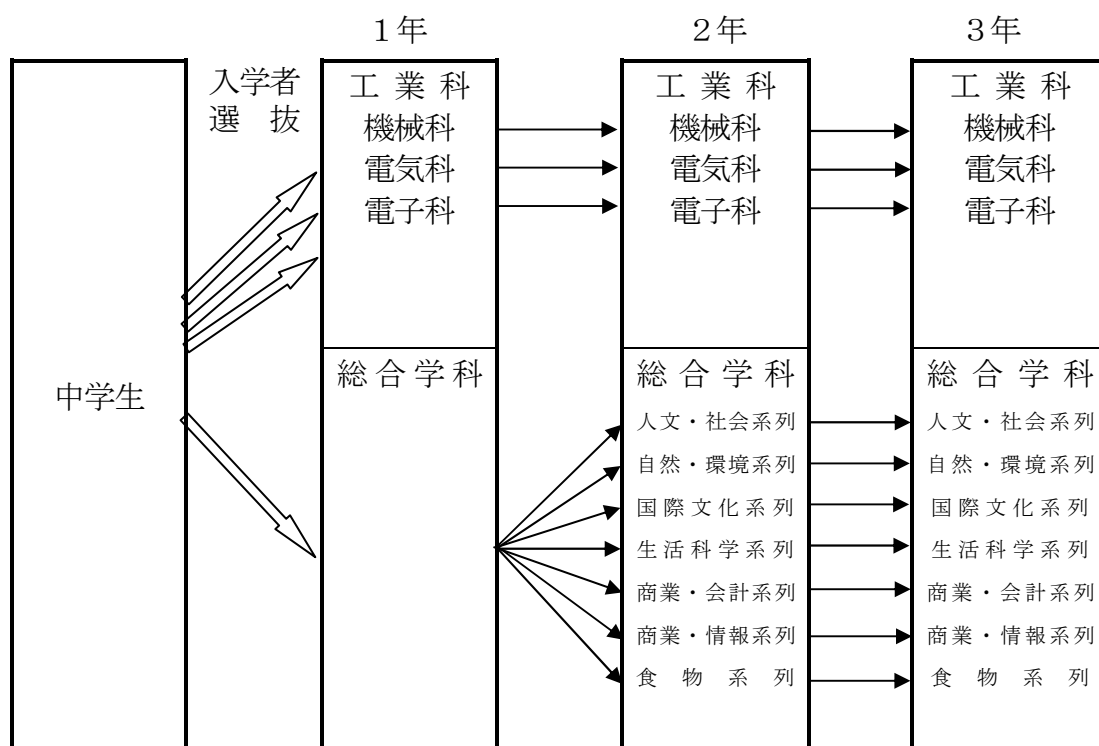 1年
2年
3年
入学者
選抜
中学生
工業科
機械科
電気科
電子科
総合学科
工業科
機械科
電気科
電子科
総合学科
人文・社会系列
自然・環境系列
国際文化系列
生活科学系列
商業・会計系列
商業・情報系列
食物系列
工業科
機械科
電気科
電子科
総合学科
人文・社会系列
自然・環境系列
国際文化系列
生活科学系列
商業・会計系列
商業・情報系列
食物系列